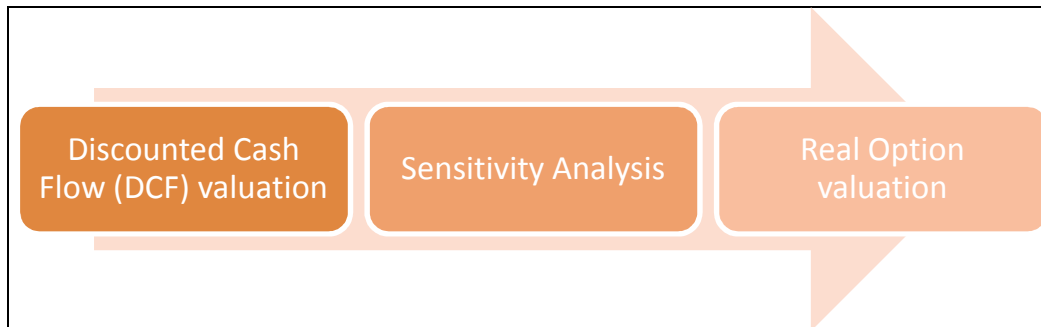 Discounted Cash
Flow (DCF) valuation
Sensitivity Analysis
Real Option
valuation